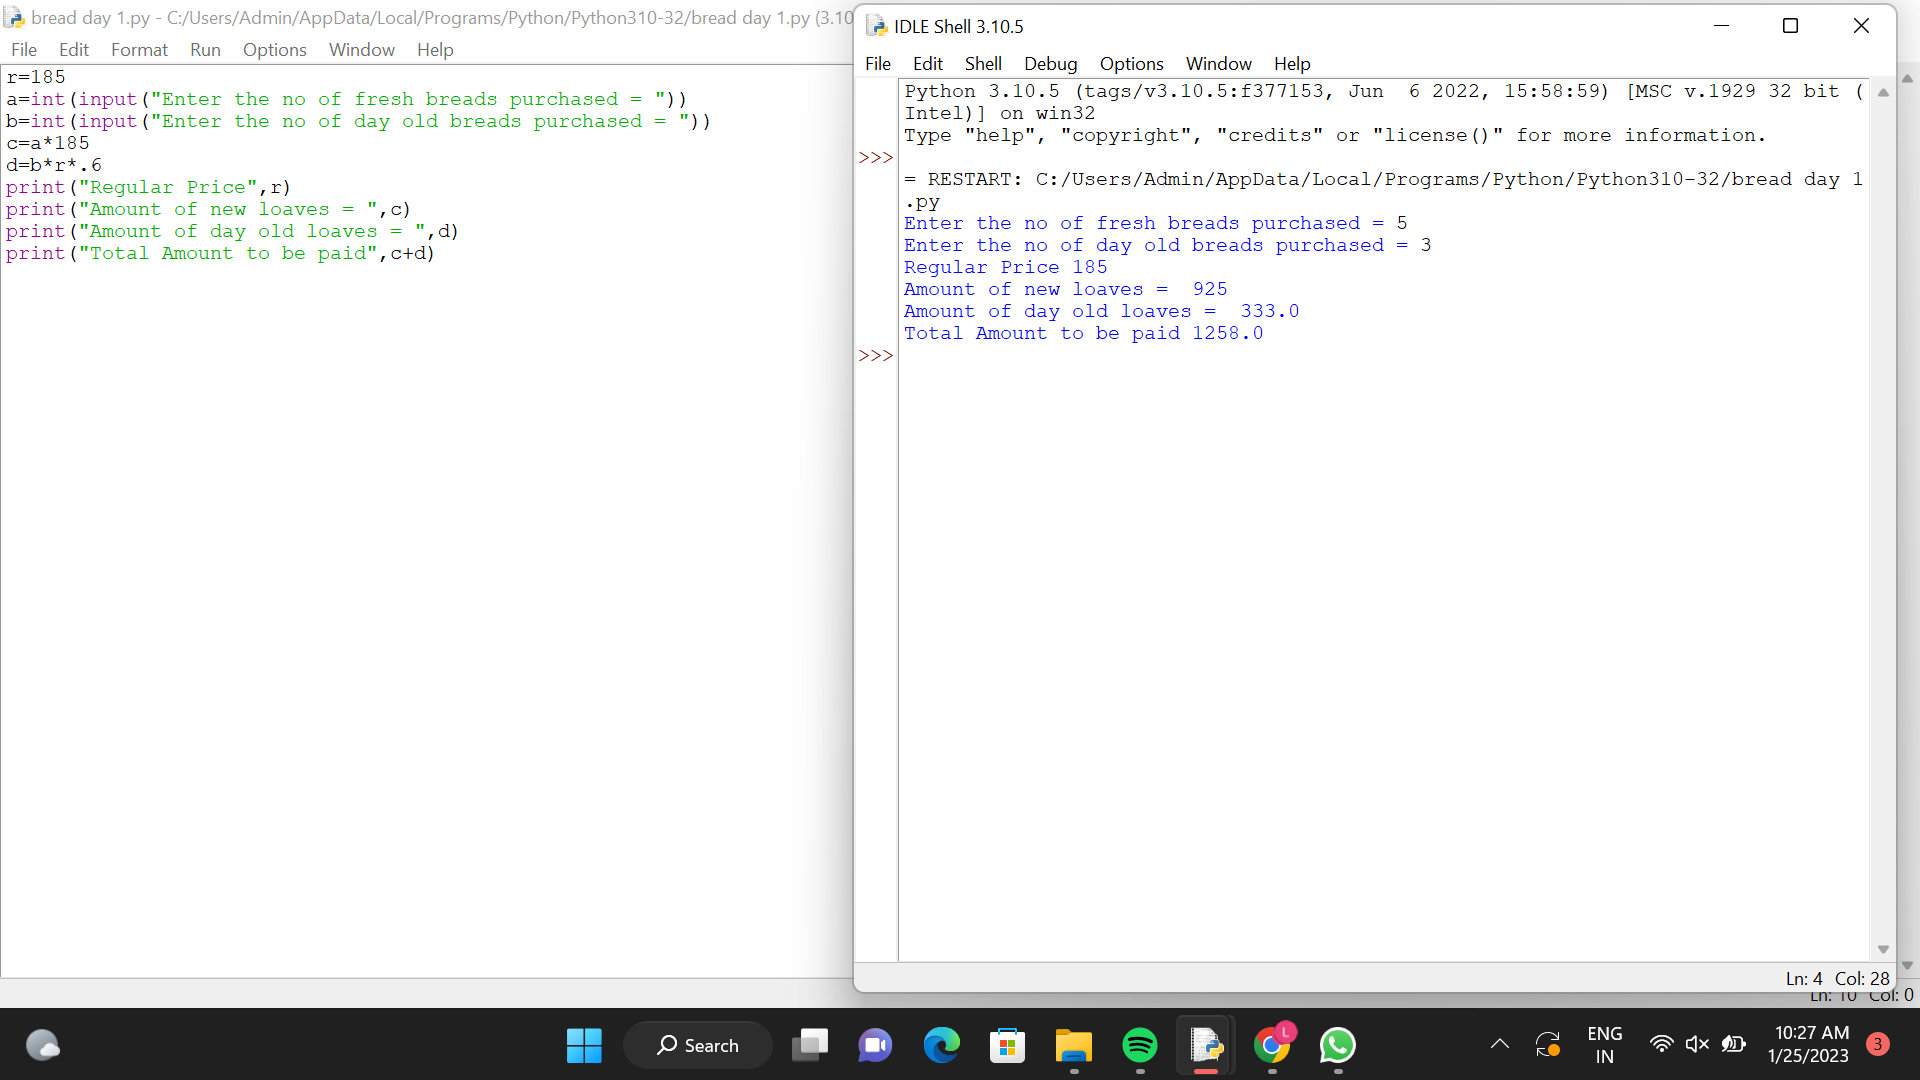 bread day 1.py - C:/Users/Admin/AppData/Local/Programs/Python/Python310-32/bread day 1.py (3.10
File Edit Format Run Options Window Help
r=185
a=int(input("Enter the no of fresh breads purchased = "))
b=int(input("Enter the no of day old breads purchased = "))
c=a*185
d=b*r*.6
print("Regular Price",r)
print("Amount of new loaves = ",c)
print("Amount of day old loaves = ",d)
print("Total Amount to be paid",c+d)
IDLE Shell 3.10.5
File Edit Shell Debug Options Window Help
Python 3.10.5 (tags/v3.10.5:f377153, Jun  6 2022, 15:58:59) [MSC v.1929 32 bit (
Intel)] on win32
Type "help", "copyright", "credits" or "license()" for more information.
>>>
= RESTART: C:/Users/Admin/AppData/Local/Programs/Python/Python310-32/bread day 1
.py
Enter the no of fresh breads purchased = 5
Enter the no of day old breads purchased = 3
Regular Price 185
Amount of new loaves =  925
Amount of day old loaves =  333.0
Total Amount to be paid 1258.0
>>>
Ln: 4 Col: 28
Ln: 10 Col: 0
Search
L
ENG
IN
10:27 AM
1/25/2023
3